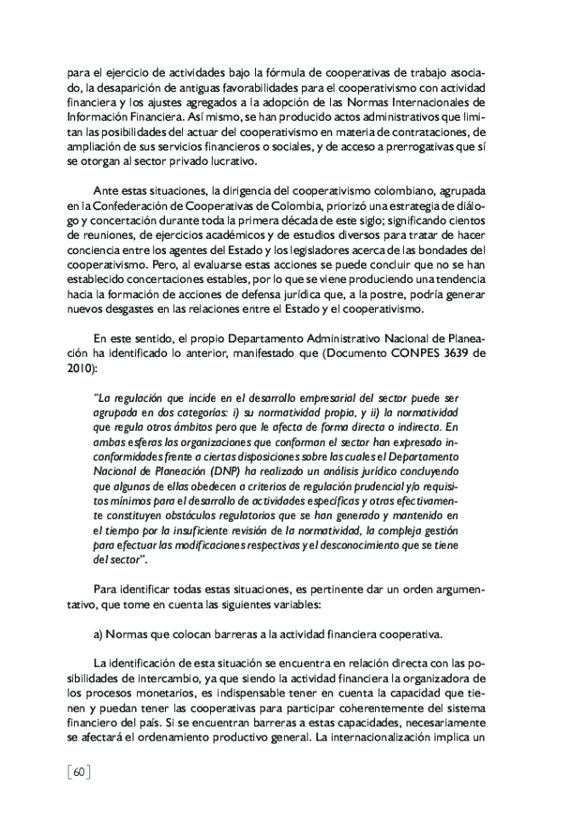 para el ejercicio de actividades bajo la fórmula de cooperativas de trabajo asocia-
do, la desaparición de antiguas favorabilidades para el cooperativismo con actividad
financiera y los ajustes agregados a la adopción de las Normas Internacionales de
Información Financiera. Así mismo, se han producido actos administrativos que limi-
tan las posibilidades del actuar del cooperativismo en materia de contrataciones, de
ampliación de sus servicios financieros o sociales, y de acceso a prerrogativas que sí
se otorgan al sector privado lucrativo.
Ante estas situaciones, la dirigencia del cooperativismo colombiano, agrupada
en la Confederación de Cooperativas de Colombia, priorizó una estrategia de diálo-
go y concertación durante toda la primera década de este siglo; significando cientos
de reuniones, de ejercicios académicos y de estudios diversos para tratar de hacer
conciencia entre los agentes del Estado y los legisladores acerca de las bondades del
cooperativismo. Pero, al evaluarse estas acciones se puede concluir que no se han
establecido concertaciones estables, por lo que se viene produciendo una tendencia
hacia la formación de acciones de defensa jurídica que, a la postre, podría generar
nuevos desgastes en las relaciones entre el Estado y el cooperativismo.
En este sentido, el propio Departamento Administrativo Nacional de Planea-
ción ha identificado lo anterior, manifestado que (Documento CONPES 3639 de
2010):
"La regulación que incide en el desarrollo empresarial del sector puede ser
agrupada en dos categorías: i) su normatividad propia, y ii) la normatividad
que regula otros ámbitos pero que le afecta de forma directa o indirecta. En
ambas esferas las organizaciones que conforman el sector han expresado in-
conformidades frente a ciertas disposiciones sobre las cuales el Departamento
Nacional de Planeación (DNP) ha realizado un análisis jurídico concluyendo
que algunas de ellas obedecen a criterios de regulación prudencial y/o requisi-
tos mínimos para el desarrollo de actividades específicas y otras efectivamen-
te constituyen obstáculos regulatorios que se han generado y mantenido en
el tiempo por la insuficiente revisión de la normatividad, la compleja gestión
para efectuar las modificaciones respectivas y el desconocimiento que se tiene
del sector".
Para identificar todas estas situaciones, es pertinente dar un orden argumen-
tativo, que tome en cuenta las siguientes variables:
a) Normas que colocan barreras a la actividad financiera cooperativa.
La identificación de esta situación se encuentra en relación directa con las po-
sibilidades de intercambio, ya que siendo la actividad financiera la organizadora de
los procesos monetarios, es indispensable tener en cuenta la capacidad que tie-
nen y puedan tener las cooperativas para participar coherentemente del sistema
financiero del país. Si se encuentran barreras a estas capacidades, necesariamente
se afectará el ordenamiento productivo general. La internacionalización implica un
[60]